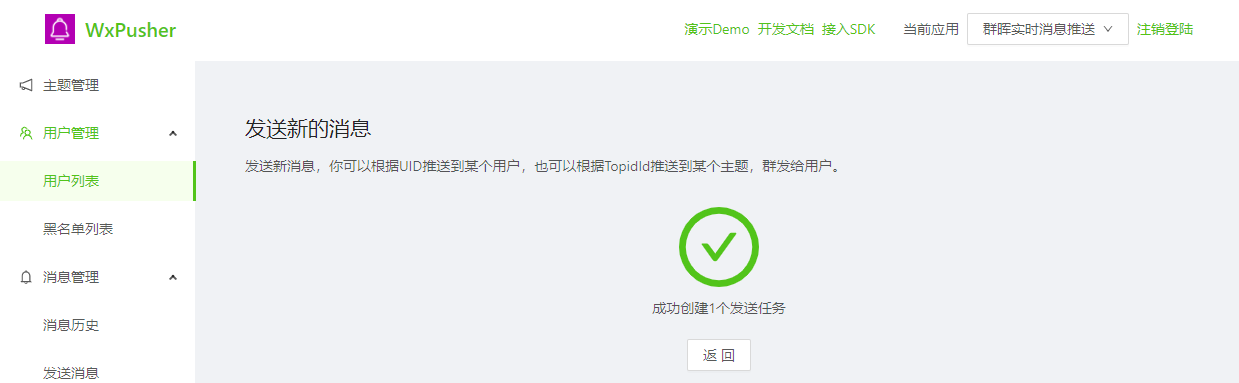 WxPusher
演示Demo 开发文档 接入SDK 当前应用 群晖实时消息推送 注销登陆
主题管理
用户管理
用户列表
黑名单列表
消息管理
消息历史
发送消息
发送新的消息
发送新消息，你可以根据UID推送到某个用户，也可以根据TopidId推送到某个主题，群发给用户。
成功创建1个发送任务
返 回